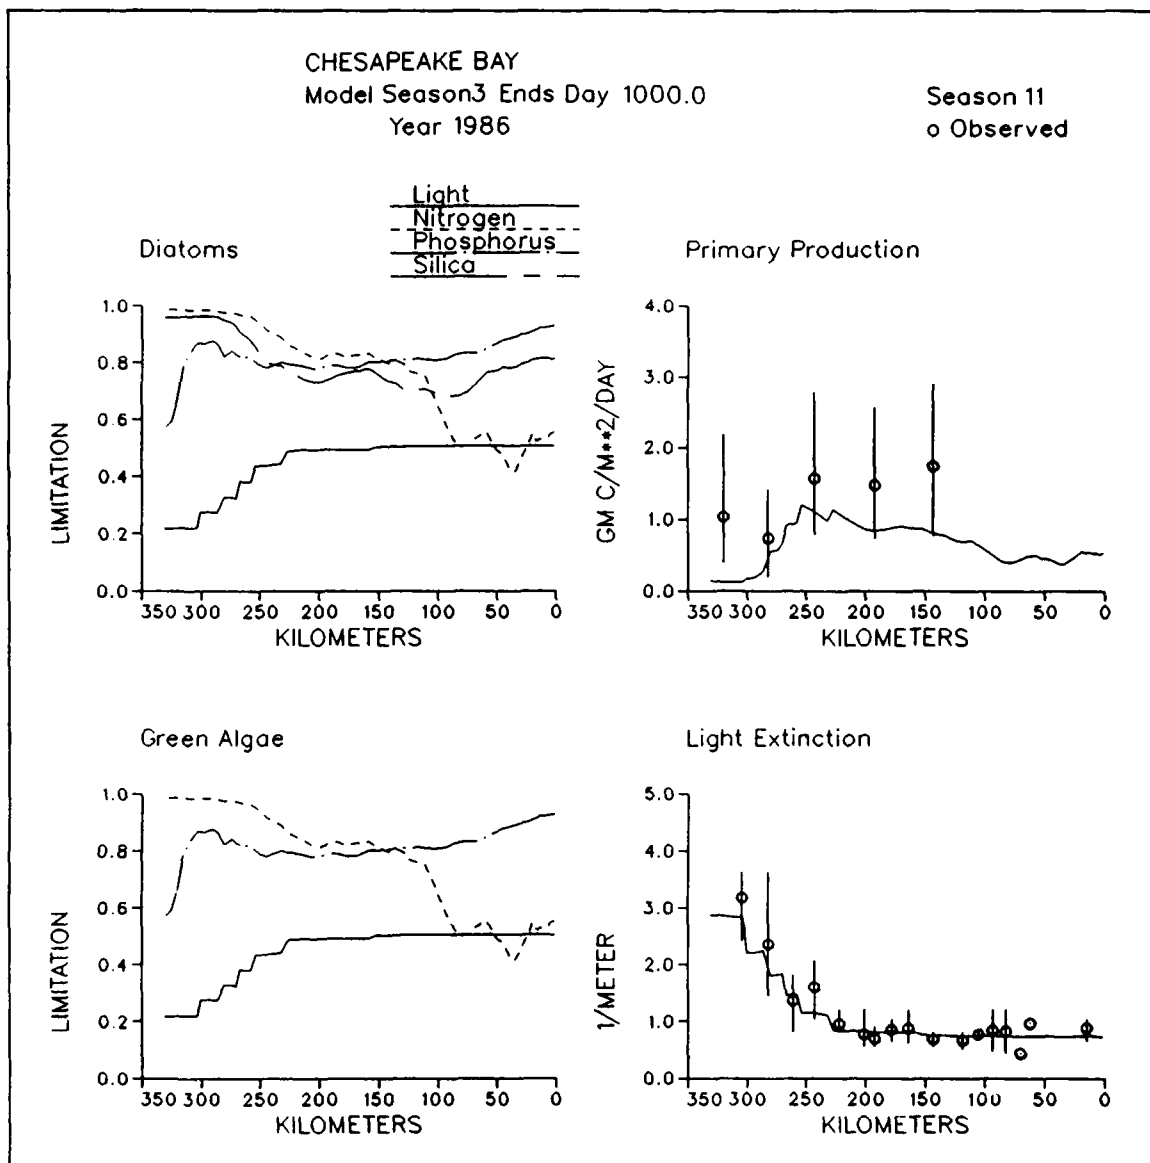 CHESAPEAKE BAY
Model Season3 Ends Day 1000.0
Year 1986
Season 11
o Observed
Light
Nitrogen
Phosphorus
Silica
Diatoms
1.0
0.8
0.6
0.4
0.2
0.0
LIMITATION
350 300 250 200 150 100 50 0
KILOMETERS
Primary Production
4.0
3.0
2.0
1.0
0.0
GM C/M**2/DAY
350 300 250 200 150 100 50 0
KILOMETERS
Green Algae
1.0
0.8
0.6
0.4
0.2
0.0
LIMITATION
350 300 250 200 150 100 50 0
KILOMETERS
Light Extinction
5.0
4.0
3.0
2.0
1.0
0.0
1/METER
350 300 250 200 150 100 50 0
KILOMETERS